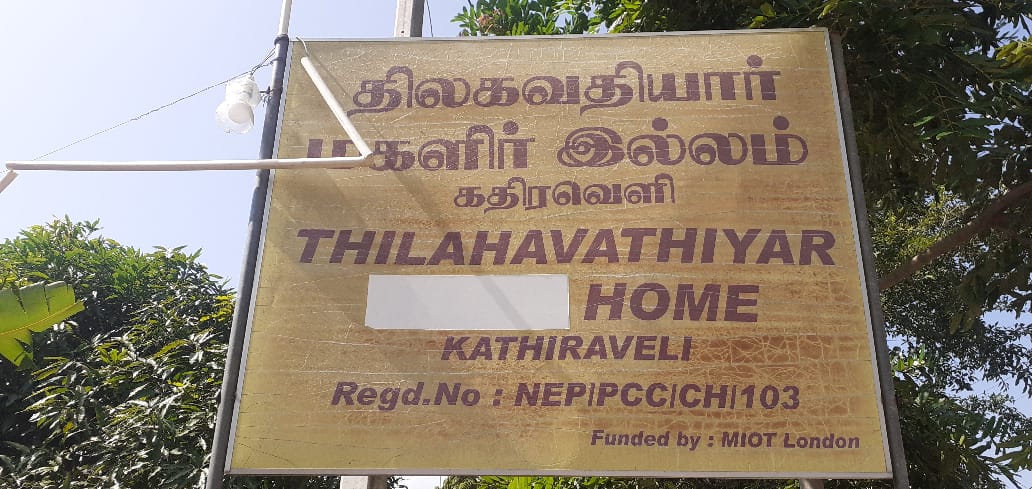 திலகவதியார்
மகளிர் இல்லம்
கதிரவெளி
THILAHAVATHIYAR
HOME
KATHIRAVELI
Regd.No : NEP/PCC/CH/103
Funded by : MIOT London